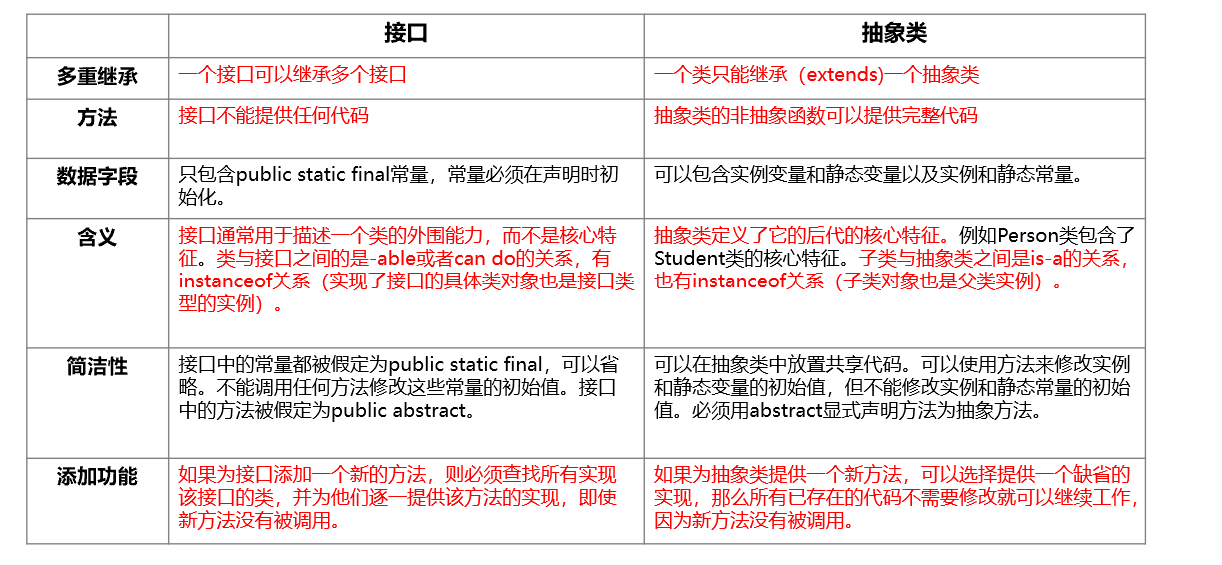 接口
抽象类
多重继承
一个接口可以继承多个接口
一个类只能继承（extends)一个抽象类
方法
接口不能提供任何代码
抽象类的非抽象函数可以提供完整代码
数据字段
只包含public static final常量，常量必须在声明时初
始化。
可以包含实例变量和静态变量以及实例和静态常量。
含义
接口通常用于描述一个类的外围能力，而不是核心特
征。类与接口之间的是-able或者can do的关系，有
instanceof关系（实现了接口的具体类对象也是接口类
型的实例）。
抽象类定义了它的后代的核心特征。例如Person类包含了
Student类的核心特征。子类与抽象类之间是is-a的关系，
也有instanceof关系（子类对象也是父类实例）。
简洁性
接口中的常量都被假定为public static final，可以省
略。不能调用任何方法修改这些常量的初始值。接口
中的方法被假定为public abstract。
可以在抽象类中放置共享代码。可以使用方法来修改实例
和静态变量的初始值，但不能修改实例和静态常量的初始
值。必须用abstract显式声明方法为抽象方法。
添加功能
如果为接口添加一个新的方法，则必须查找所有实现
该接口的类，并为他们逐一提供该方法的实现，即使
新方法没有被调用。
如果为抽象类提供一个新方法，可以选择提供一个缺省的
实现，那么所有已存在的代码不需要修改就可以继续工作，
因为新方法没有被调用。